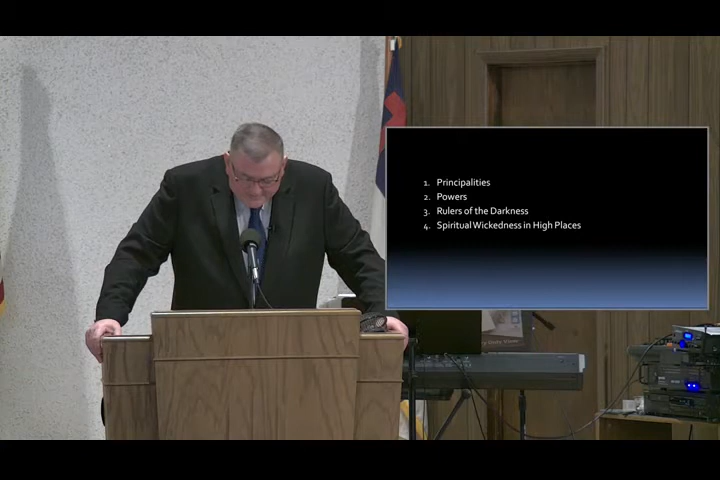 1. Principalities
2. Powers
3. Rulers of the Darkness
4. Spiritual Wickedness in High Places